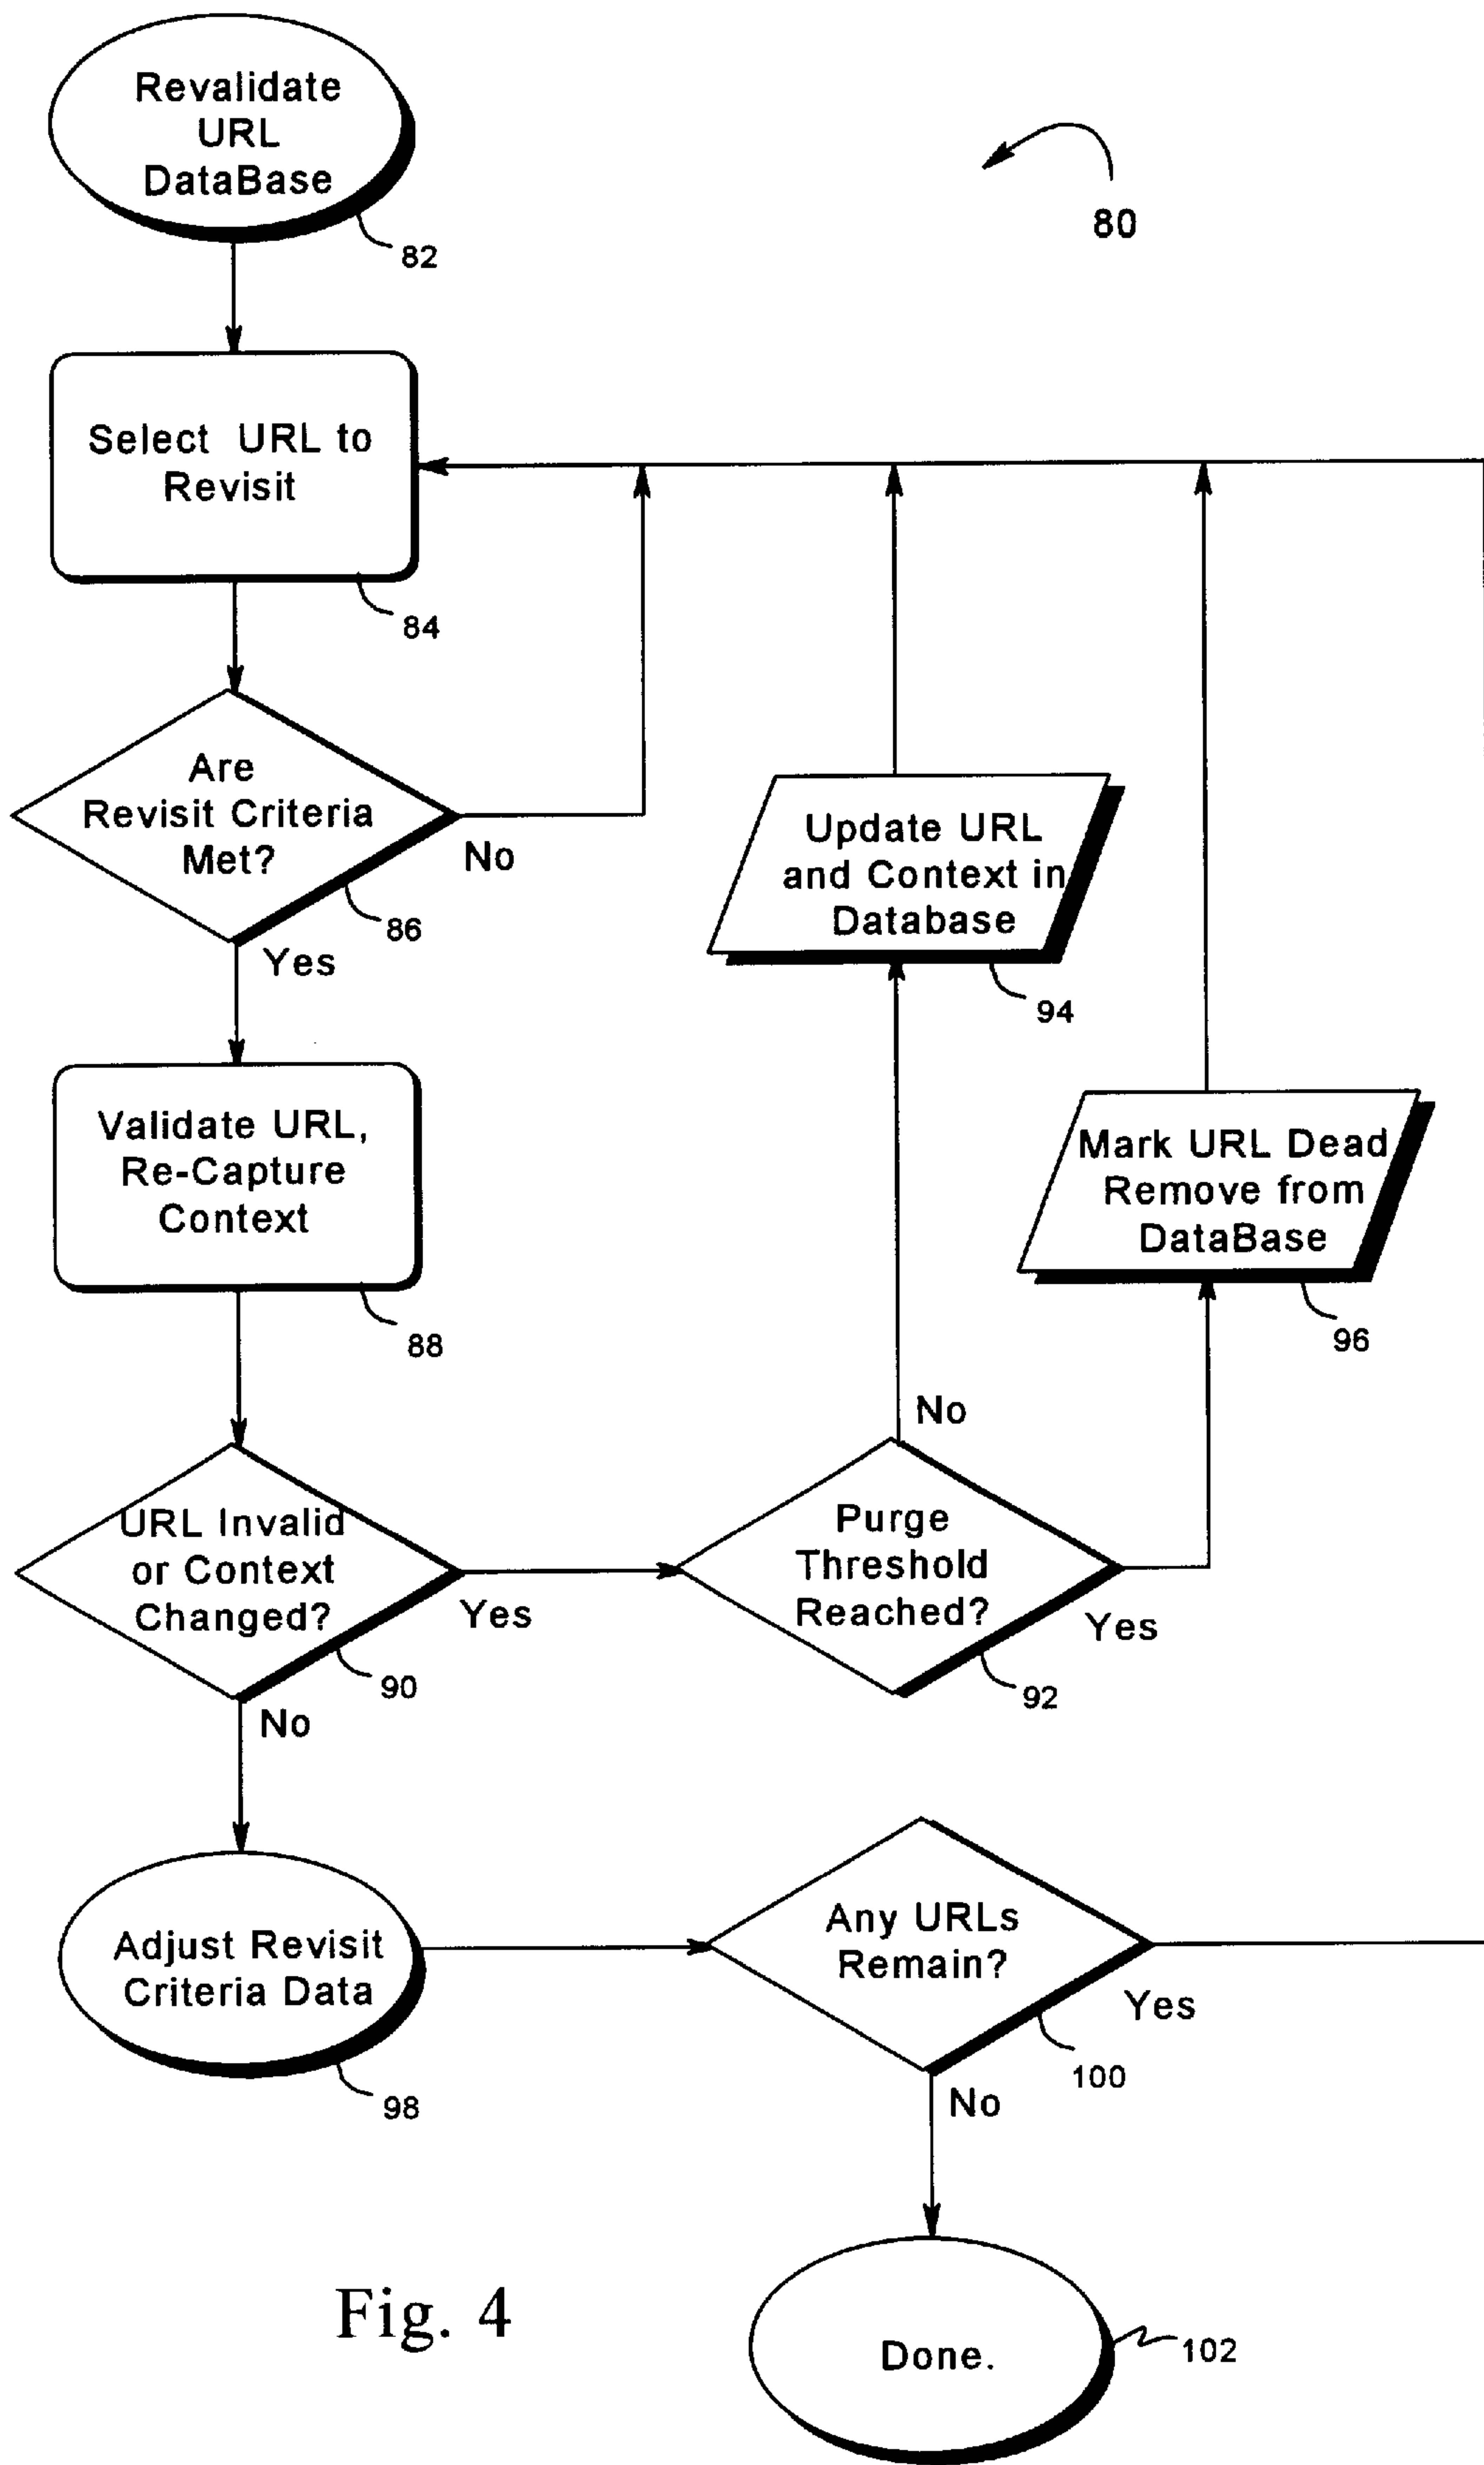 Revalidate
URL
DataBase
82
80
Select URL to
Revisit
84
Are
Revisit Criteria
Met?
No
86
Yes
Update URL
and Context in
Database
94
Validate URL,
Re-Capture
Context
88
Mark URL Dead
Remove from
DataBase
96
No
URL Invalid
or Context
Changed?
Yes
90
No
Purge
Threshold
Reached?
Yes
92
Adjust Revisit
Criteria Data
98
Any URLs
Remain?
Yes
100
No
Done.
102
Fig. 4